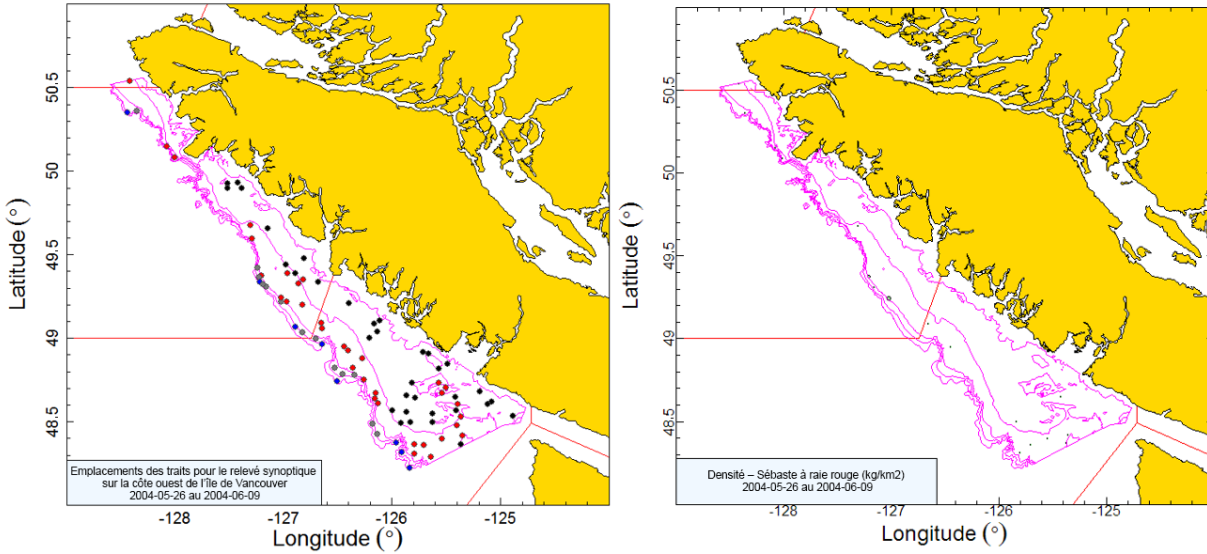 50.5
50
49.5
49
48.5
Latitude (°)
-128
-127
-126
-125
Longitude (°)
Emplacements des traits pour le relevé synoptique
sur la côte ouest de l'île de Vancouver
2004-05-26 au 2004-06-09
50.5
50
49.5
49
48.5
Latitude (°)
-128
-127
-126
-125
Longitude (°)
Densité – Sébaste à raie rouge (kg/km2)
2004-05-26 au 2004-06-09